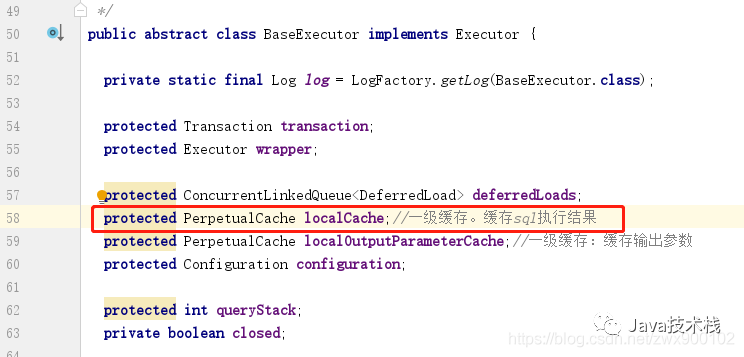 49 */
50 public abstract class BaseExecutor implements Executor {
51
52 private static final Log log = LogFactory.getLog(BaseExecutor.class);
53
54 protected Transaction transaction;
55 protected Executor wrapper;
56
57 protected ConcurrentLinkedQueue<DeferredLoad> deferredLoads;
58 protected PerpetualCache localCache;//一级缓存。缓存sql执行结果
59 protected PerpetualCache localOutputParameterCache;//一级缓存：缓存输出参数
60 protected Configuration configuration;
61
62 protected int queryStack;
63 private boolean closed;
Java技术栈
https://blog.csdn.net/zwx900102